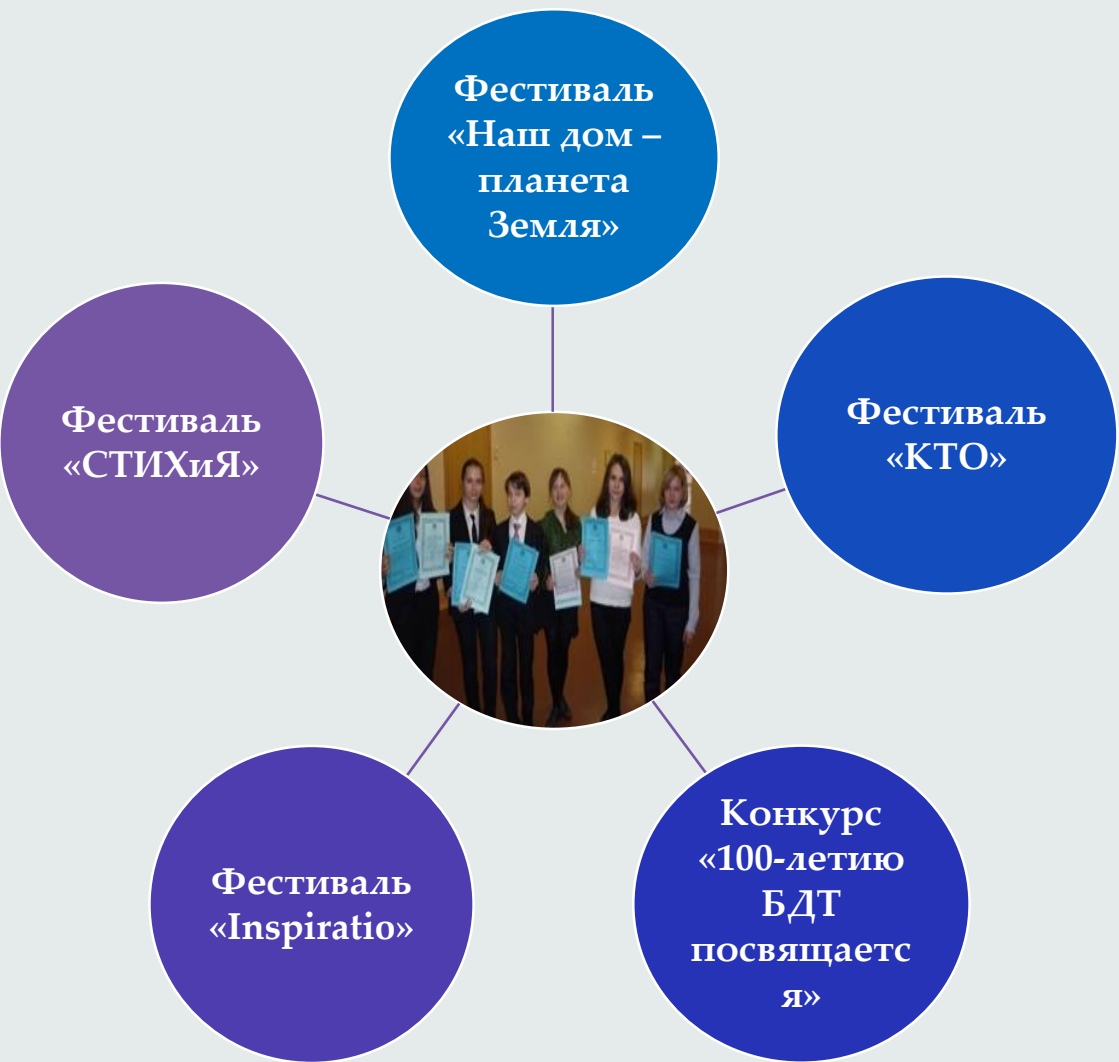 Фестиваль
«Наш дом –
планета
Земля»
Фестиваль
«КТО»
Конкурс
«100-летию
БДТ
посвящаетс
я»
Фестиваль
«Inspiratio»
Фестиваль
«СТИХиЯ»